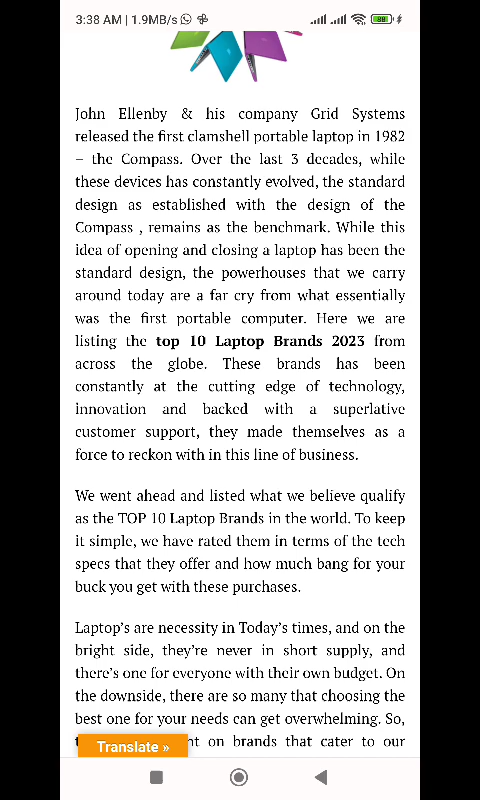 3:38 AM | 1.9MB/s
88
John Ellenby & his company Grid Systems
released the first clamshell portable laptop in 1982
– the Compass. Over the last 3 decades, while
these devices has constantly evolved, the standard
design as established with the design of the
Compass , remains as the benchmark. While this
idea of opening and closing a laptop has been the
standard design, the powerhouses that we carry
around today are a far cry from what essentially
was the first portable computer. Here we are
listing the top 10 Laptop Brands 2023 from
across the globe. These brands has been
constantly at the cutting edge of technology,
innovation and backed with a superlative
customer support, they made themselves as a
force to reckon with in this line of business.
We went ahead and listed what we believe qualify
as the TOP 10 Laptop Brands in the world. To keep
it simple, we have rated them in terms of the tech
specs that they offer and how much bang for your
buck you get with these purchases.
Laptop’s are necessity in Today’s times, and on the
bright side, they’re never in short supply, and
there’s one for everyone with their own budget. On
the downside, there are so many that choosing the
best one for your needs can get overwhelming. So,
on brands that cater to our
Translate »